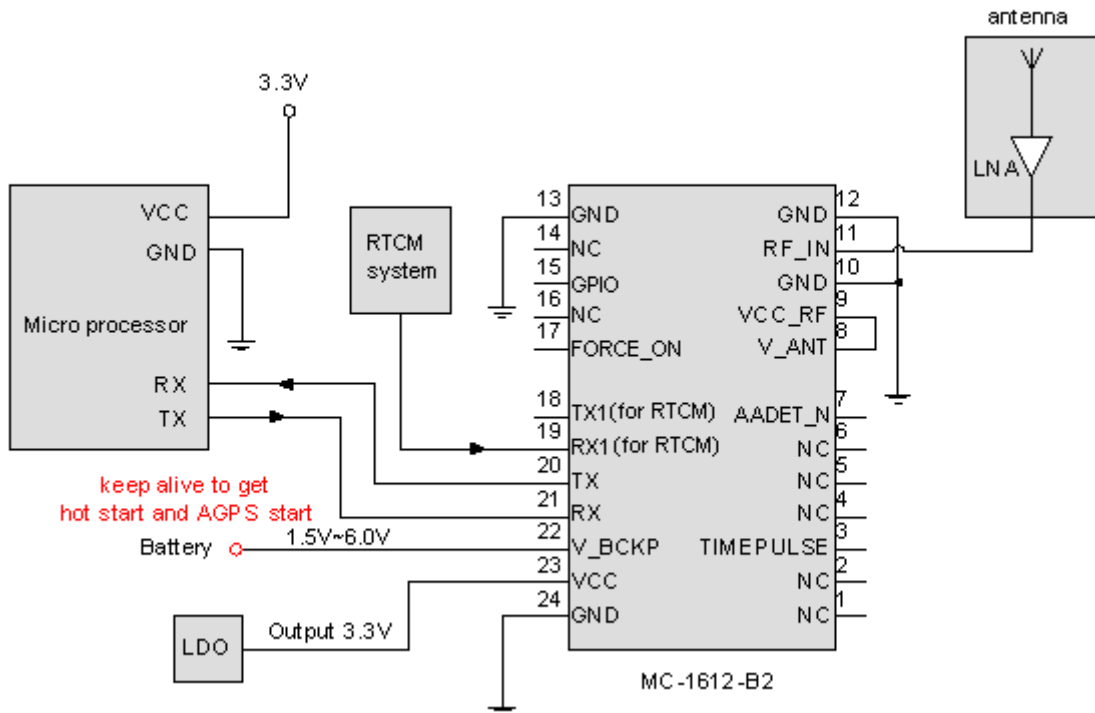 antenna
LNA
3.3V
VCC
GND
Micro processor
RX
TX
RTCM
system
keep alive to get
hot start and AGPS start
Battery
1.5V~6.0V
LDO
Output 3.3V
13
GND
14
NC
15
GPIO
16
NC
17
FORCE_ON
18
TX1(for RTCM)
19
RX1(for RTCM)
20
TX
21
RX
22
V_BCKP
23
VCC
24
GND
12
GND
11
RF_IN
10
GND
9
VCC_RF
8
V_ANT
7
AADET_N
6
NC
5
NC
4
NC
3
TIMEPULSE
2
NC
1
NC
MC-1612-B2